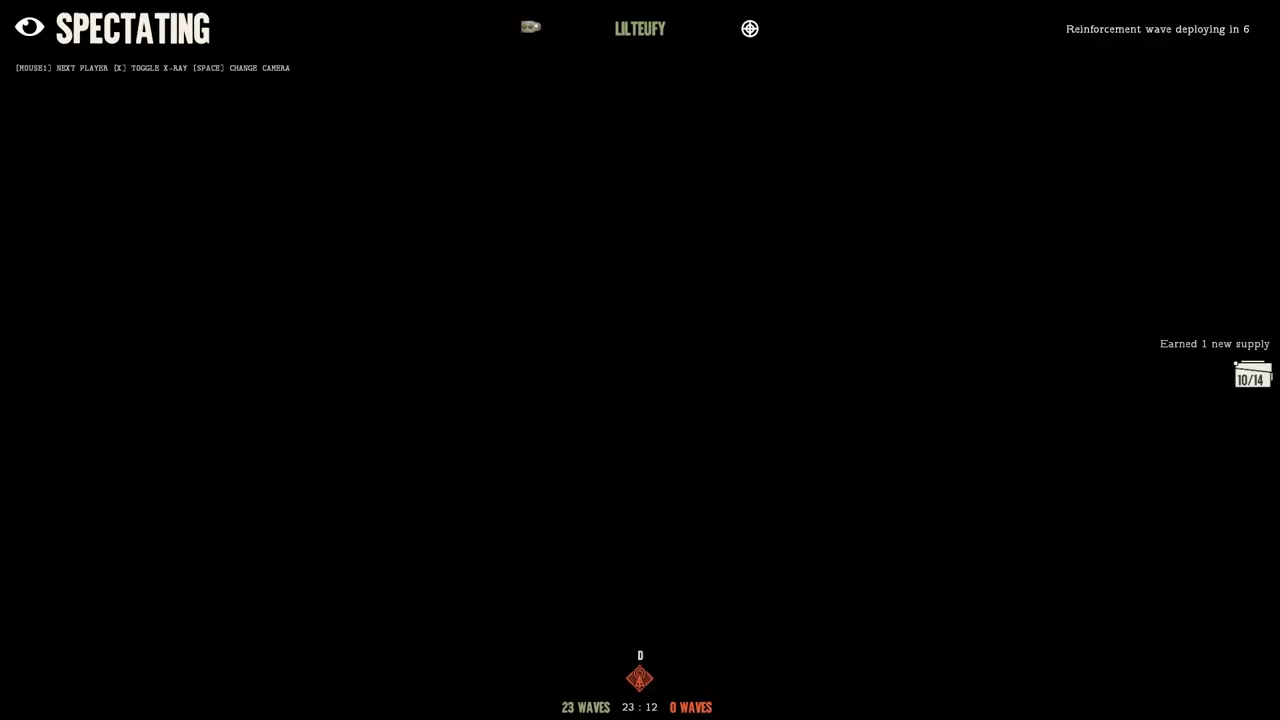 SPECTATING
LILTEUFY
Reinforcement wave deploying in 6
[MOUSE1] NEXT PLAYER [X] TOGGLE X-RAY [SPACE] CHANGE CAMERA
Earned 1 new supply
10/14
D
23 WAVES 23 : 12 0 WAVES